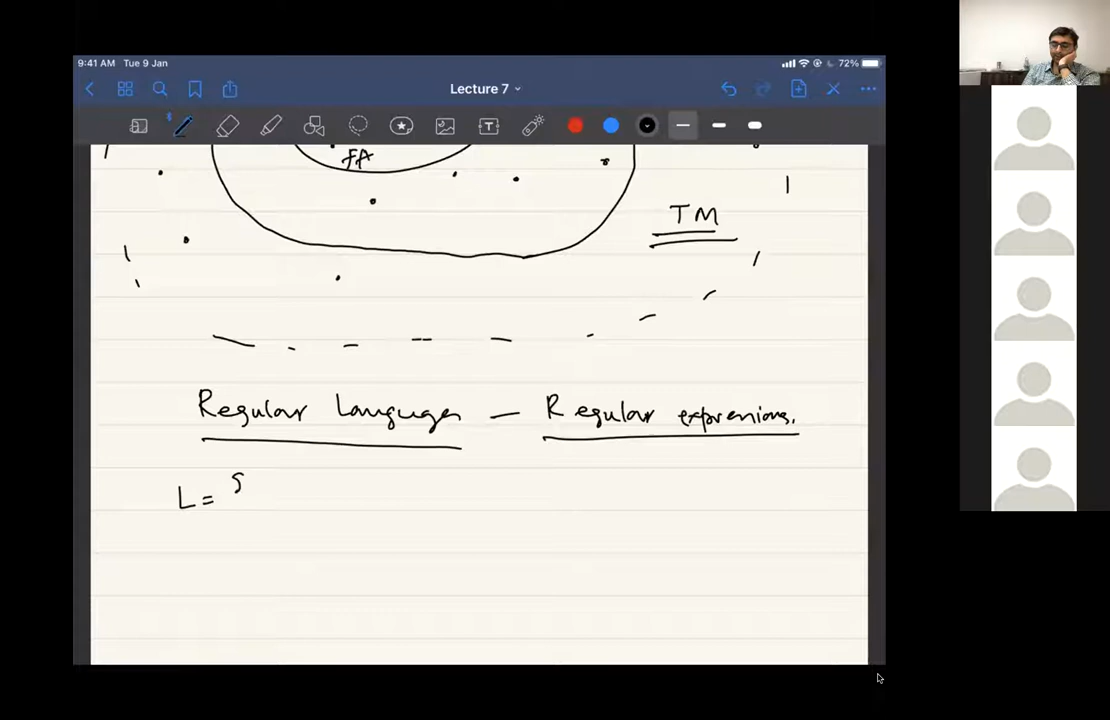 9:41 AM Tue 9 Jan
72%
Lecture 7
T
FA
TM
Regular Languages — Regular expressions.
L =